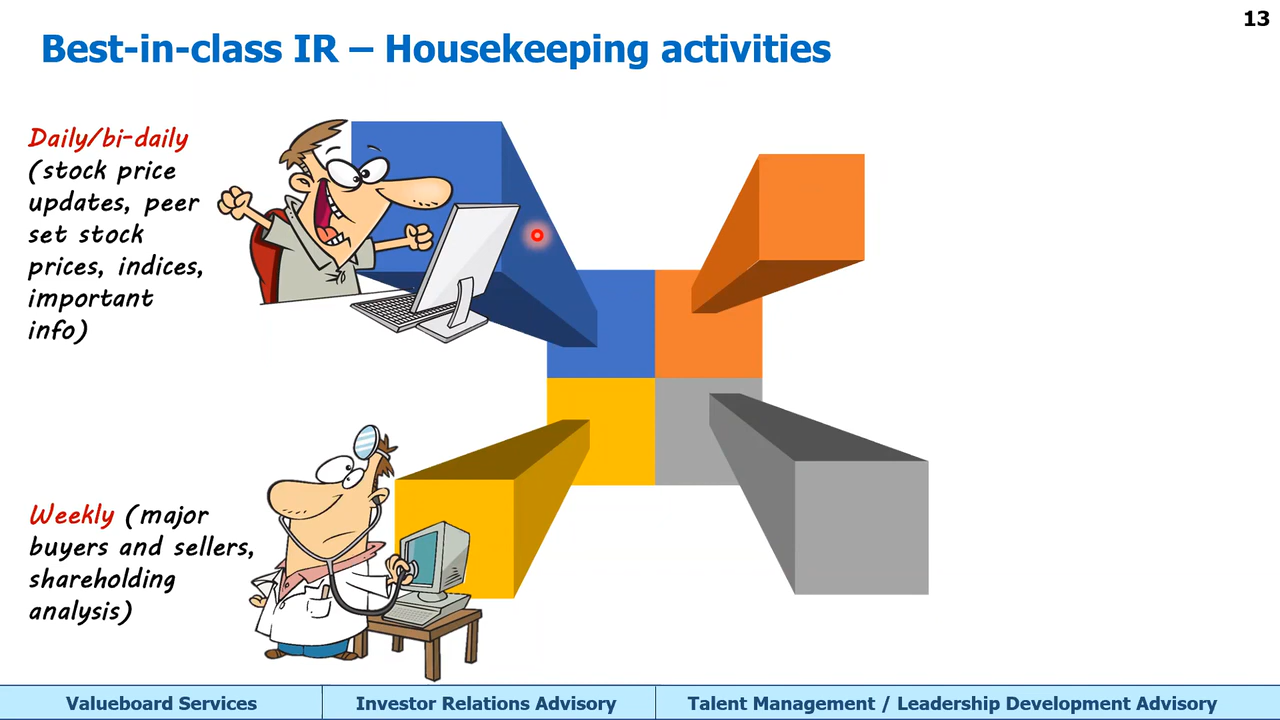 13
Best-in-class IR – Housekeeping activities
Daily/bi-daily
(stock price
updates, peer
set stock
prices, indices,
important
info)
Weekly (major
buyers and sellers,
shareholding
analysis)
Valueboard Services
Investor Relations Advisory
Talent Management / Leadership Development Advisory